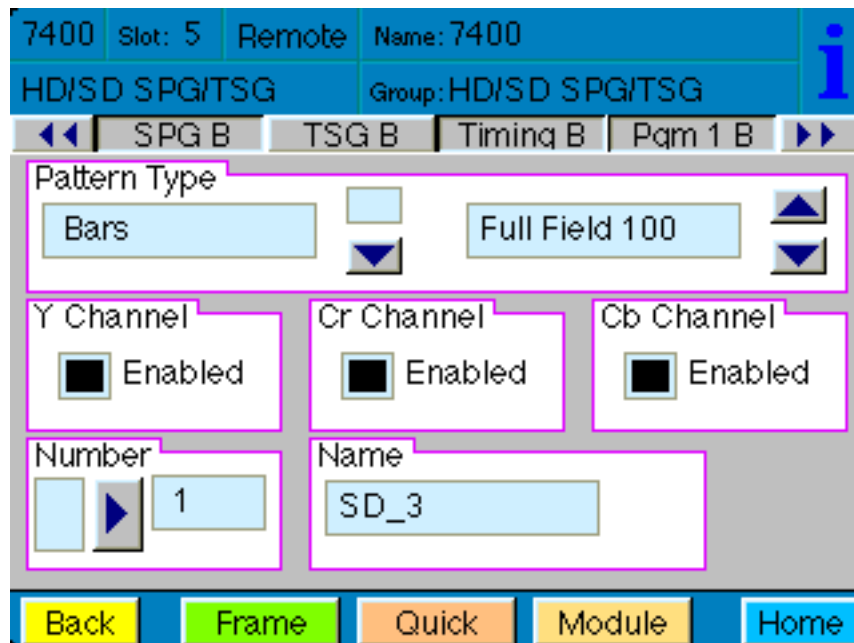 7400 Slot: 5 Remote Name: 7400
HD/SD SPG/TSG Group: HD/SD SPG/TSG
i
SPG B TSG B Timing B Pgm 1 B
Pattern Type
Bars Full Field 100
Y Channel Cr Channel Cb Channel
Enabled Enabled Enabled
Number Name
1 SD_3
Back Frame Quick Module Home